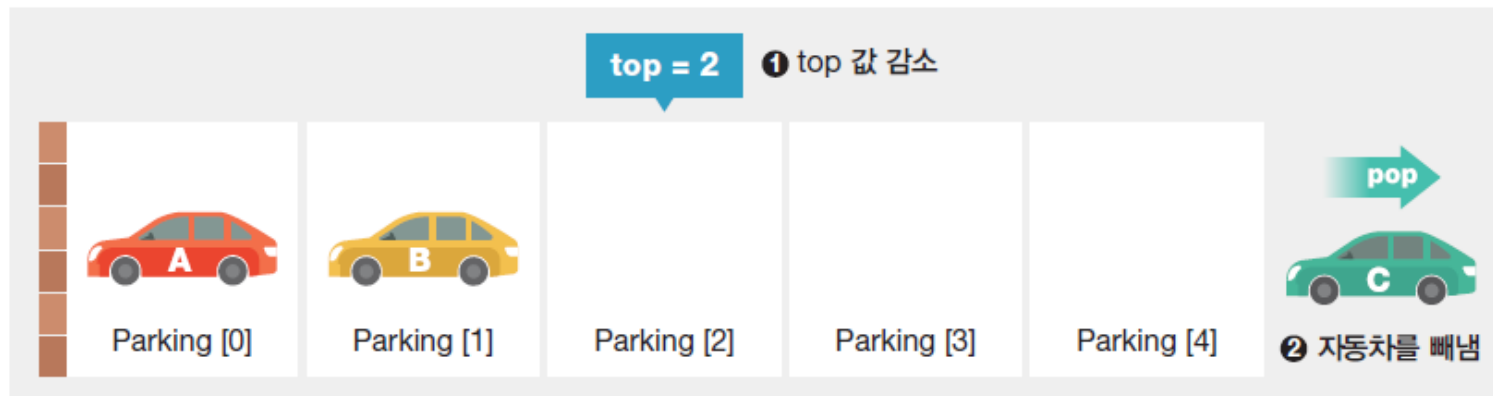 top = 2
❶ top 값 감소
pop
A
B
C
Parking [0]
Parking [1]
Parking [2]
Parking [3]
Parking [4]
❷ 자동차를 빼냄